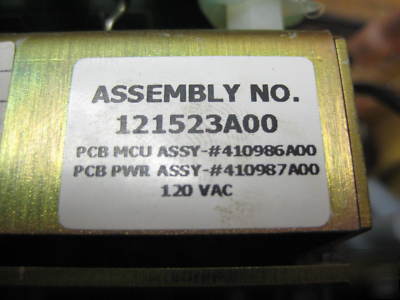 ASSEMBLY NO.
121523A00
PCB MCU ASSY-#410986A00
PCB PWR ASSY-#410987A00
120 VAC